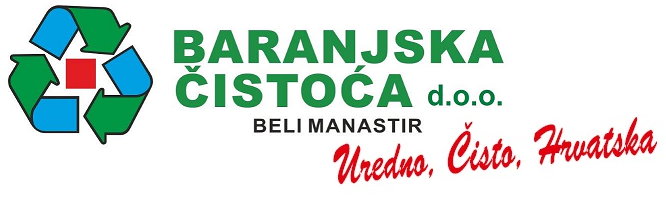 BARANJSKA
ČISTOĆA d.o.o.
BELI MANASTIR
Uredno, Čisto, Hrvatska